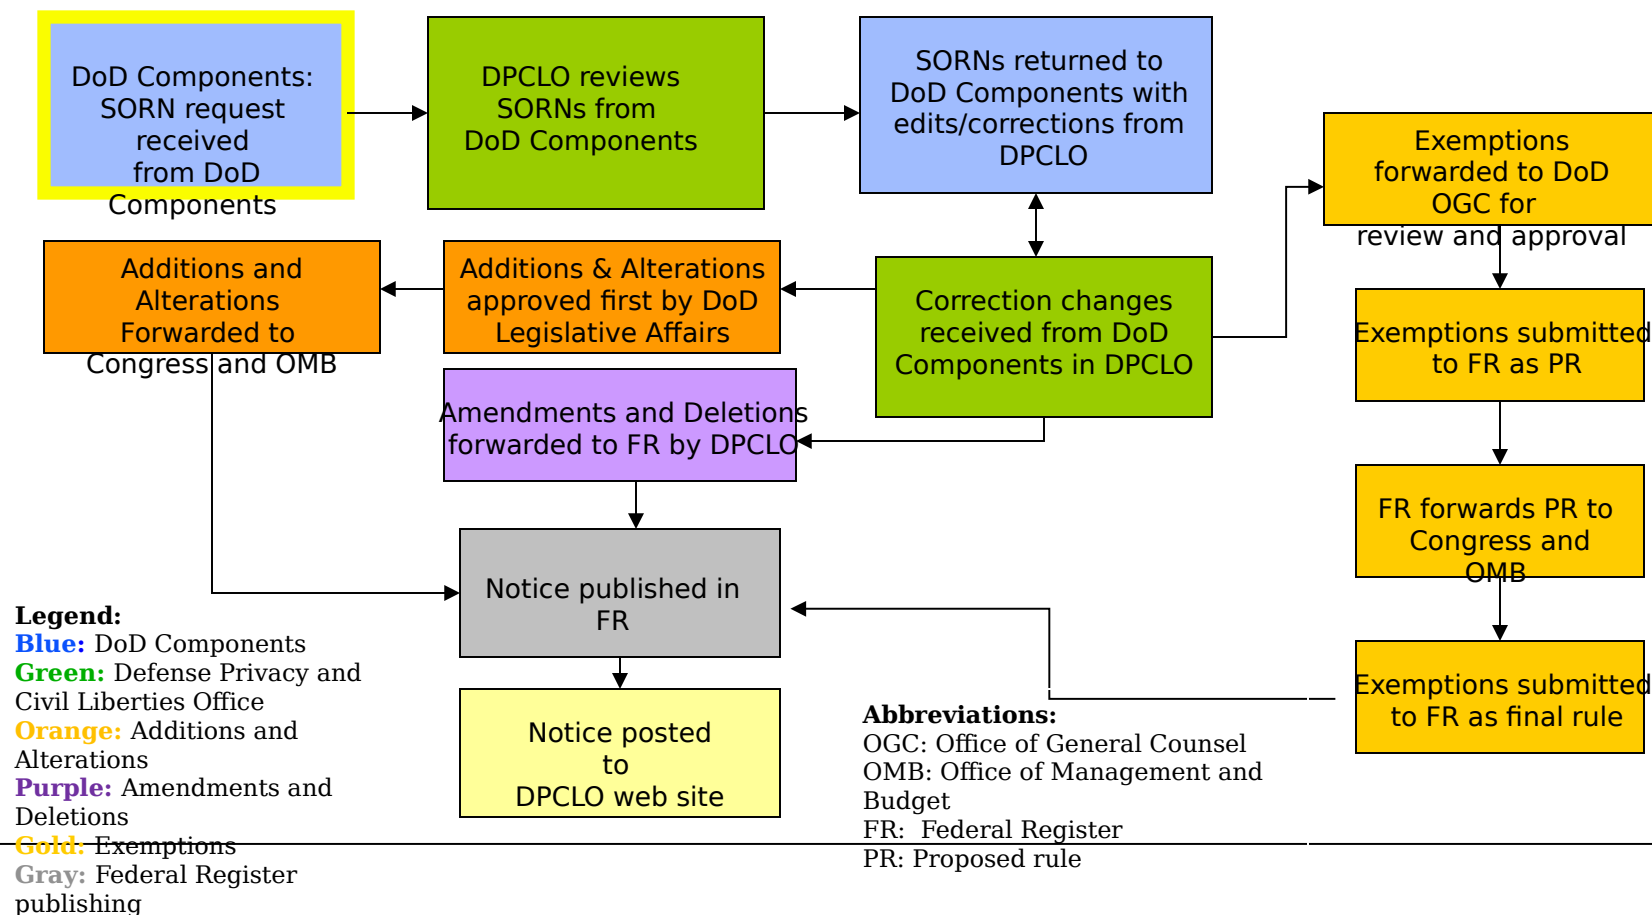 DoD Components:
SORN request
received
from DoD
Components
DPCLO reviews
SORNs from
DoD Components
SORNs returned to
DoD Components with
edits/corrections from
DPCLO
Exemptions
forwarded to DoD
OGC for
review and approval
Additions and
Alterations
Forwarded to
Congress and OMB
Additions & Alterations
approved first by DoD
Legislative Affairs
Correction changes
received from DoD
Components in DPCLO
Exemptions submitted
to FR as PR
Amendments and Deletions
forwarded to FR by DPCLO
FR forwards PR to
Congress and
OMB
Notice published in
FR
Exemptions submitted
to FR as final rule
Notice posted
to
DPCLO web site
Legend:
Blue: DoD Components
Green: Defense Privacy and
Civil Liberties Office
Orange: Additions and
Alterations
Purple: Amendments and
Deletions
Gold: Exemptions
Gray: Federal Register
publishing
Abbreviations:
OGC: Office of General Counsel
OMB: Office of Management and
Budget
FR:  Federal Register
PR: Proposed rule